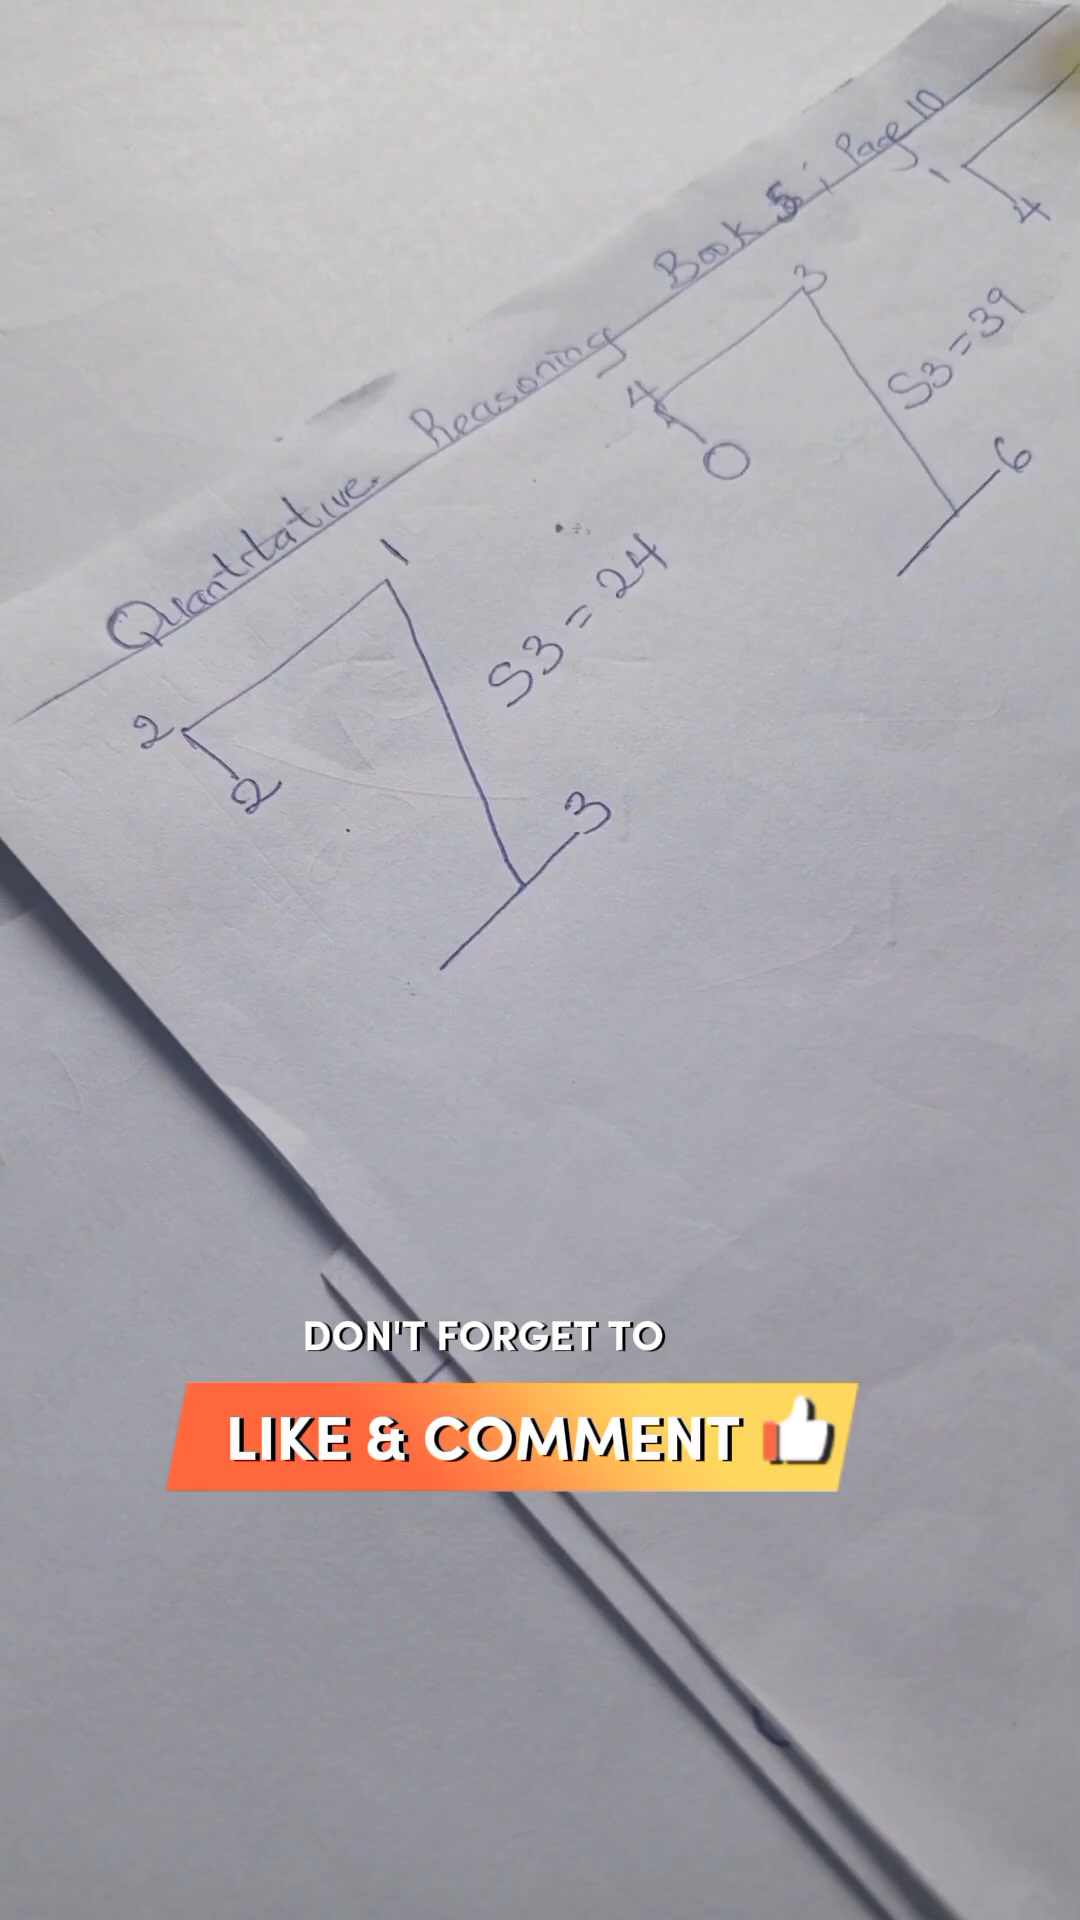 Quantitative Reasoning Book 5; Page 10
1
2
2
3
S3 = 24
3
4
0
6
S3 = 39
1
4
DON'T FORGET TO
LIKE & COMMENT